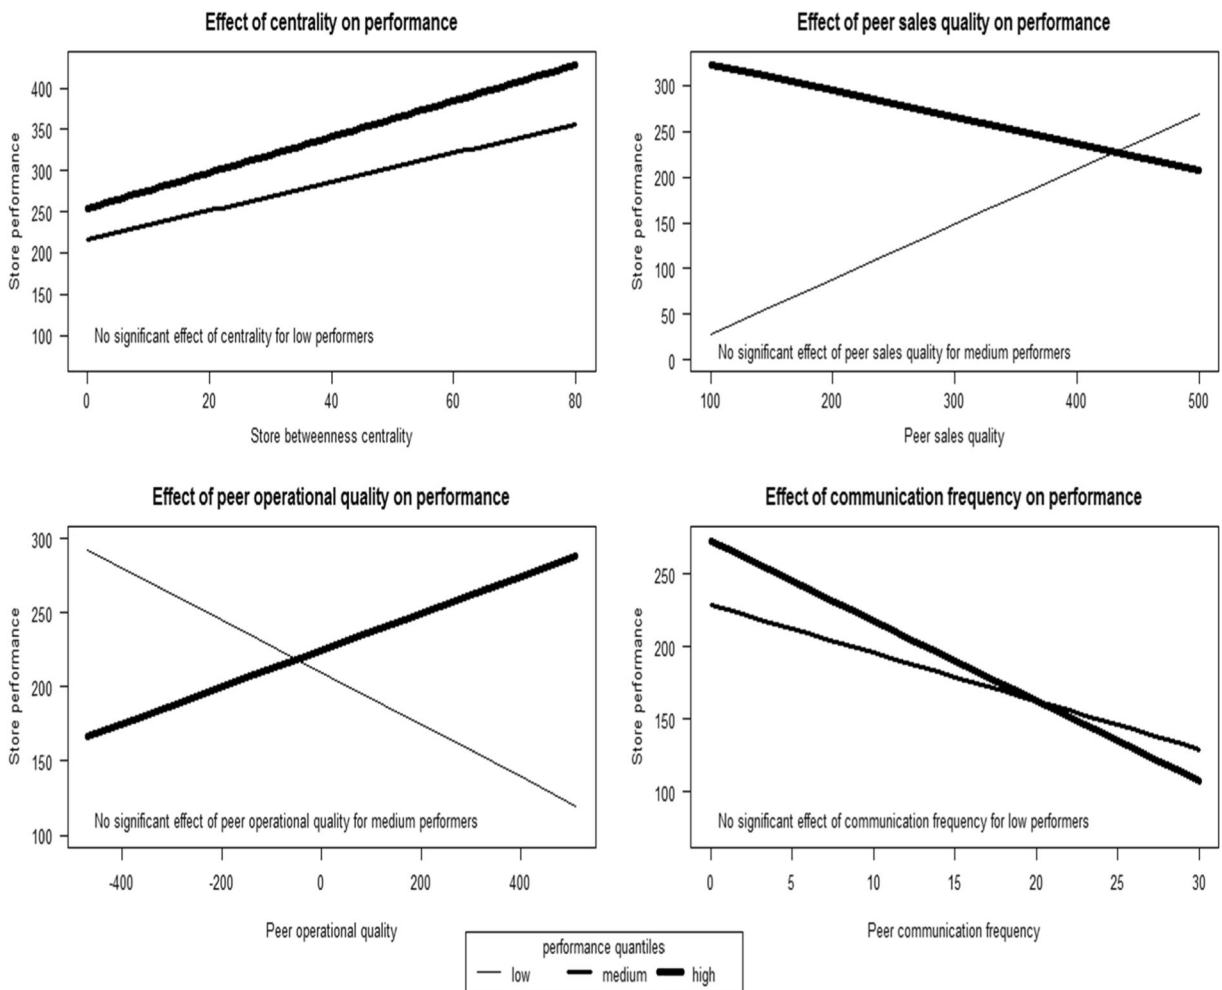 Effect of centrality on performance
Store performance
400
350
300
250
200
150
100
No significant effect of centrality for low performers
0 20 40 60 80
Store betweenness centrality
Effect of peer sales quality on performance
Store performance
300
250
200
150
100
50
0
No significant effect of peer sales quality for medium performers
100 200 300 400 500
Peer sales quality
Effect of peer operational quality on performance
Store performance
300
250
200
150
100
No significant effect of peer operational quality for medium performers
-400 -200 0 200 400
Peer operational quality
Effect of communication frequency on performance
Store performance
250
200
150
100
No significant effect of communication frequency for low performers
0 5 10 15 20 25 30
Peer communication frequency
performance quantiles
low medium high